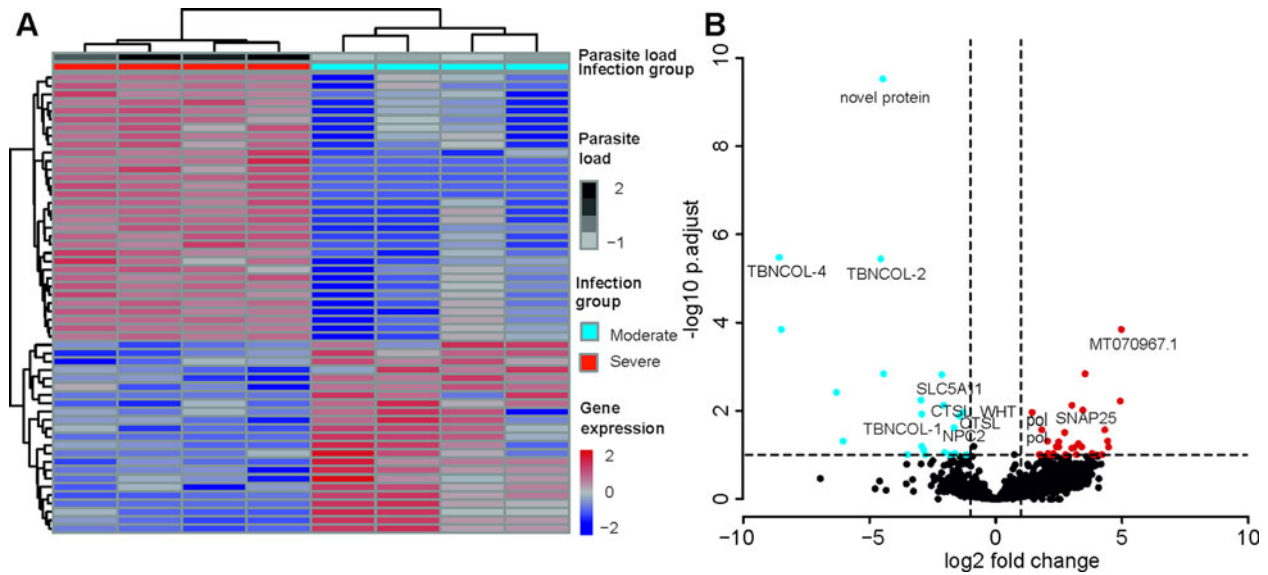 A
Parasite load
Infection group
Parasite
load
2
−1
Infection
group
Moderate
Severe
Gene
expression
2
0
−2
B
-log10 p.adjust
10
8
6
4
2
0
novel protein
TBNCOL-4
TBNCOL-2
MT070967.1
SLC5A11
CTSL
WHT
TBNCOL-1
CTSL
NPC2
pol
pol
SNAP25
−10
−5
0
5
10
log2 fold change